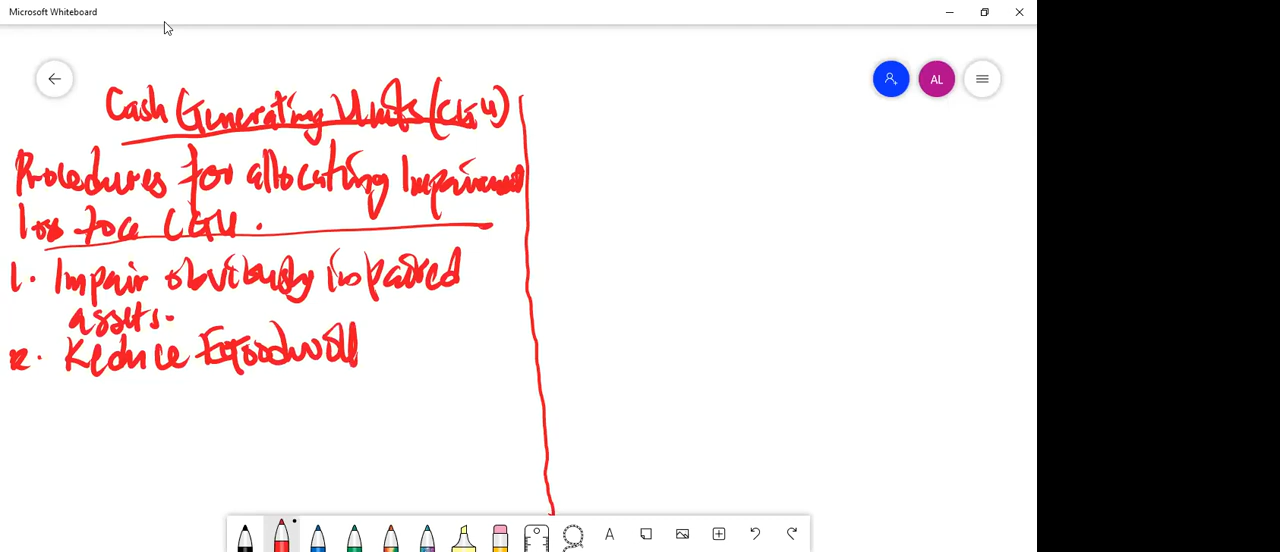 Microsoft Whiteboard
AL
Cash Generating Units (CGU)
Procedures for allocating Impairment
loss to a CGU.
1. Impair obviously impaired
assets.
2. Reduce Goodwill
A